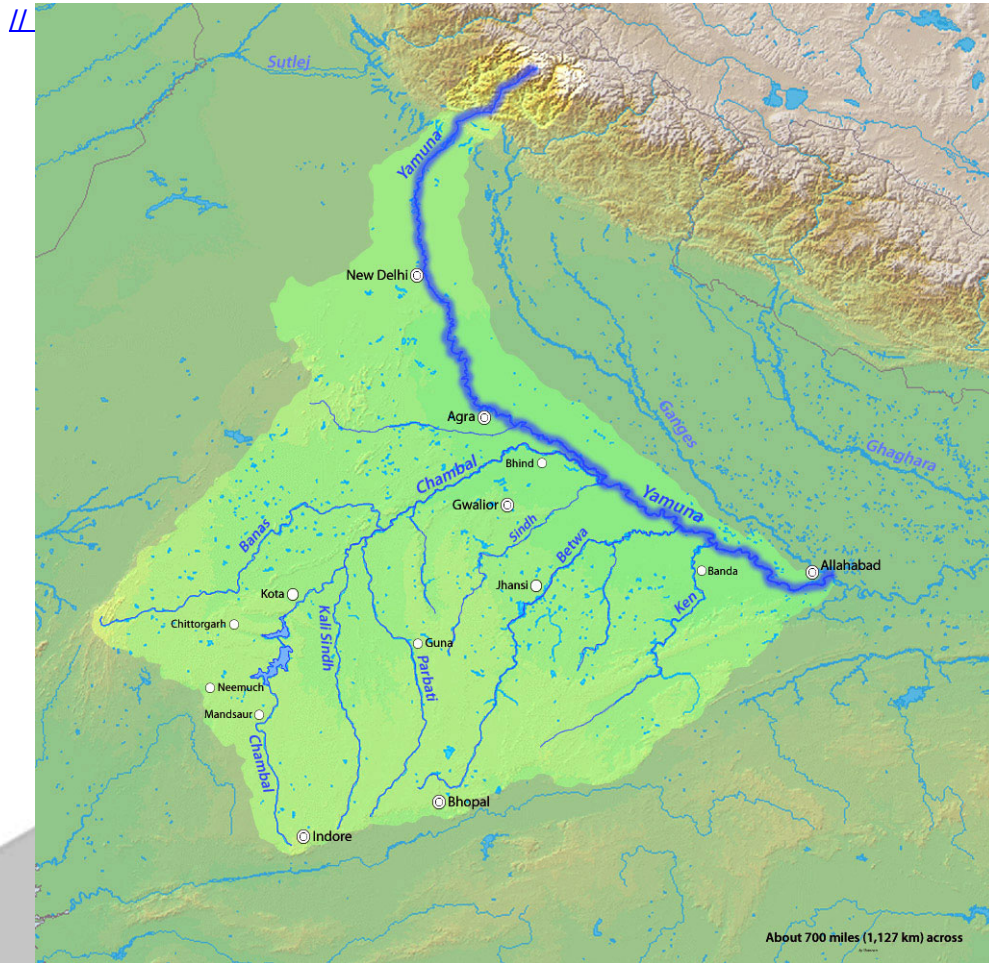 //
Sutlej
Yamuna
New Delhi
Agra
Ganges
Ghaghara
Chambal
Bhind
Gwalior
Yamuna
Banas
Sindh
Betwa
Allahabad
Banda
Jhansi
Kota
Ken
Kali Sindh
Chittorgarh
Guna
Parbati
Neemuch
Mandsaur
Chambal
Bhopal
Indore
About 700 miles (1,127 km) across